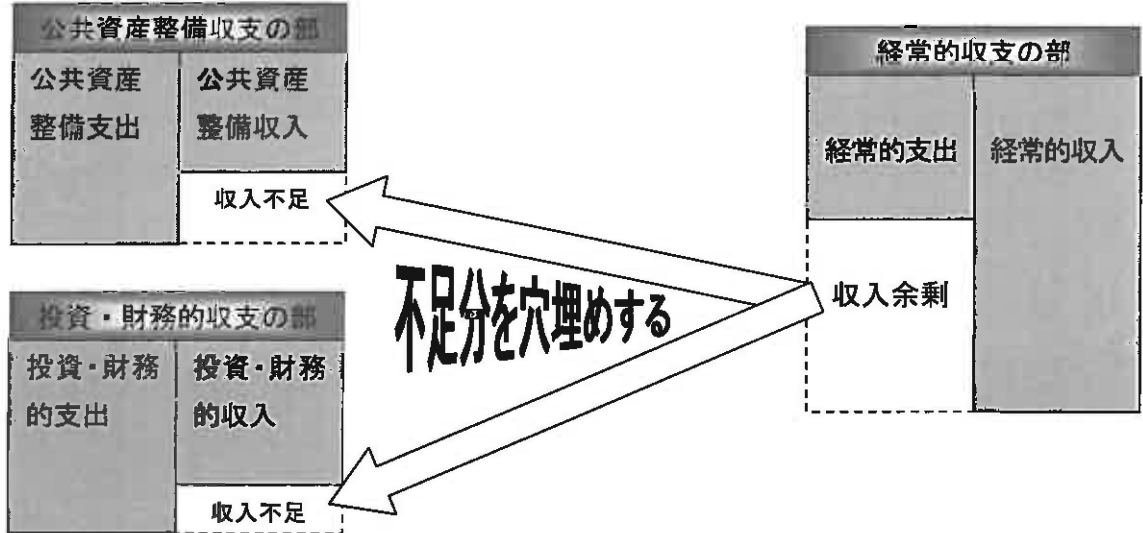 公共資産整備収支の部
公共資産
整備支出
公共資産
整備収入
収入不足
投資・財務的収支の部
投資・財務
的支出
投資・財務
的収入
収入不足
不足分を穴埋めする
経常的収支の部
経常的支出
経常的収入
収入余剰